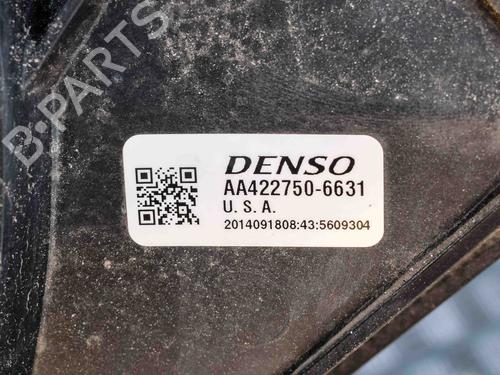 B-PARTS
DENSO
AA422750-6631
U. S. A.
2014091808:43:5609304